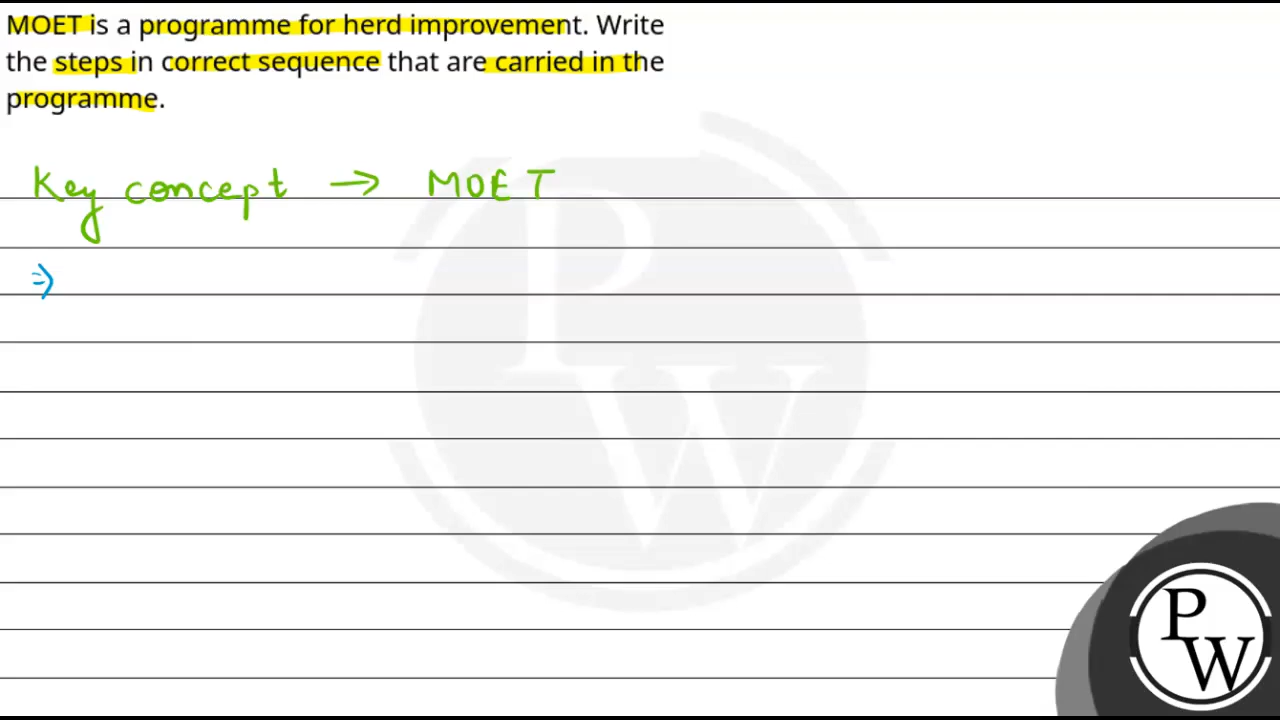 MOET is a programme for herd improvement. Write
the steps in correct sequence that are carried in the
programme.
Key concept → MOET
⇒
PW
PW